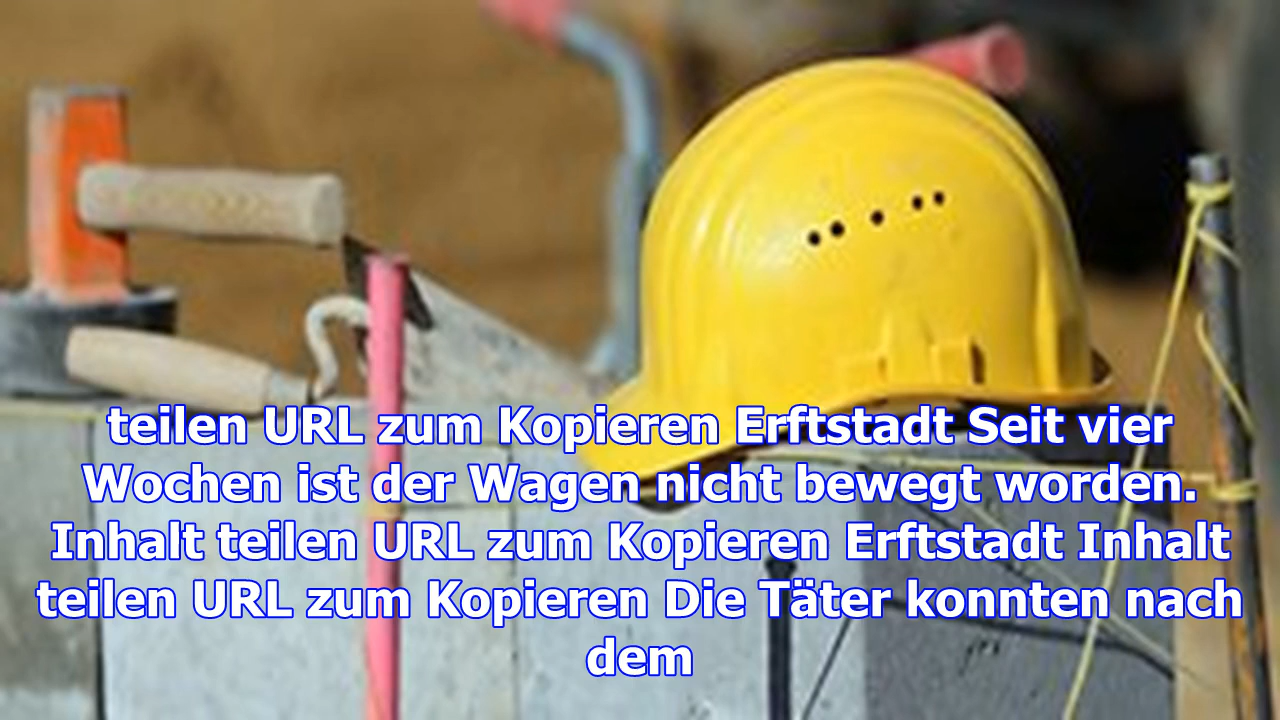 teilen URL zum Kopieren Erftstadt Seit vier
Wochen ist der Wagen nicht bewegt worden.
Inhalt teilen URL zum Kopieren Erftstadt Inhalt
teilen URL zum Kopieren Die Täter konnten nach
dem